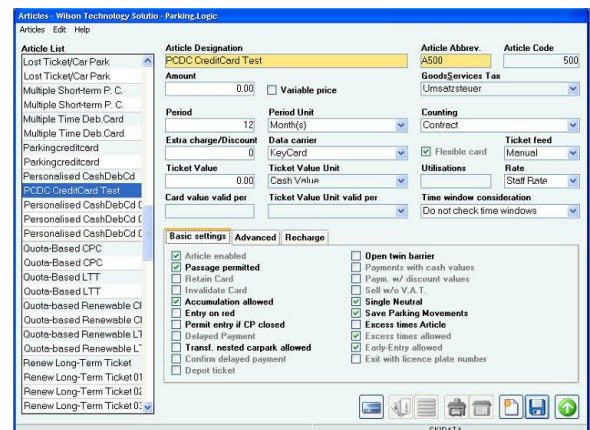 Articles - Wilson Technology Solutio - Parking.Logic
Articles Edit Help
Article List
Lost Ticket/Car Park
Lost Ticket/Car Park
Multiple Short-term P. C.
Multiple Short-term P. C.
Multiple Time Deb.Card
Multiple Time Deb.Card
Parkingcreditcard
Parkingcreditcard
Personalised CashDebCd
PCDC CreditCard Test
Personalised CashDebCd
Personalised CashDebCd
Personalised CashDebCd
Quota-Based CPC
Quota-Based CPC
Quota-Based LTT
Quota-Based LTT
Quota-based Renewable
Quota-based Renewable
Quota-based Renewable
Quota-based Renewable
Renew Long-Term Ticket
Renew Long-Term Ticket 01
Renew Long-Term Ticket 02
Renew Long-Term Ticket 03
Article Designation Article Abbrev. Article Code
PCDC CreditCard Test A500 500
Amount GoodsServices Tax
0.00 Variable price Umsatzsteuer
Period Period Unit Counting
12 Month(s) Contract
Extra charge/Discount Data carrier Ticket feed
0 KeyCard Flexible card Manual
Ticket Value Ticket Value Unit Utilisations Rate
0.00 Cash Value Staff Rate
Card value valid per Ticket Value Unit valid per Time window consideration
Do not check time windows
Basic settings Advanced Recharge
Article enabled Open twin barrier
Passage permitted Payments with cash values
Retain Card Paym. w/ discount values
Invalidate Card Sell w/o V.A.T.
Accumulation allowed Single Neutral
Entry on red Save Parking Movements
Permit entry if CP closed Excess times Article
Delayed Payment Excess times allowed
Transf. nested carpark allowed Early-Entry allowed
Confirm delayed payment Exit with licence plate number
Depot ticket
SKIDATA